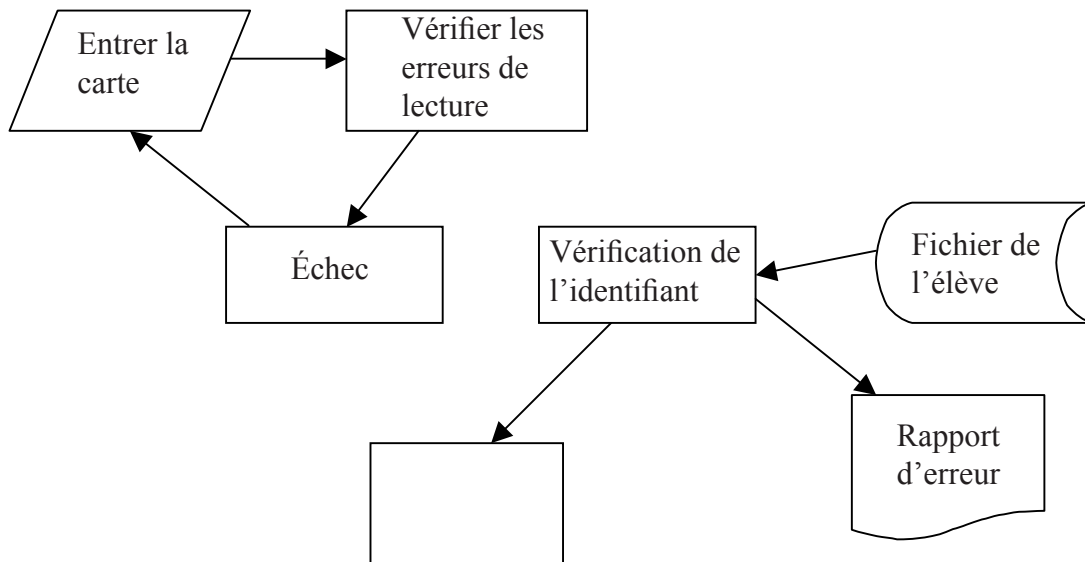 Entrer la
carte
Vérifier les
erreurs de
lecture
Échec
Vérification de
l’identifiant
Fichier de
l’élève
Rapport
d’erreur